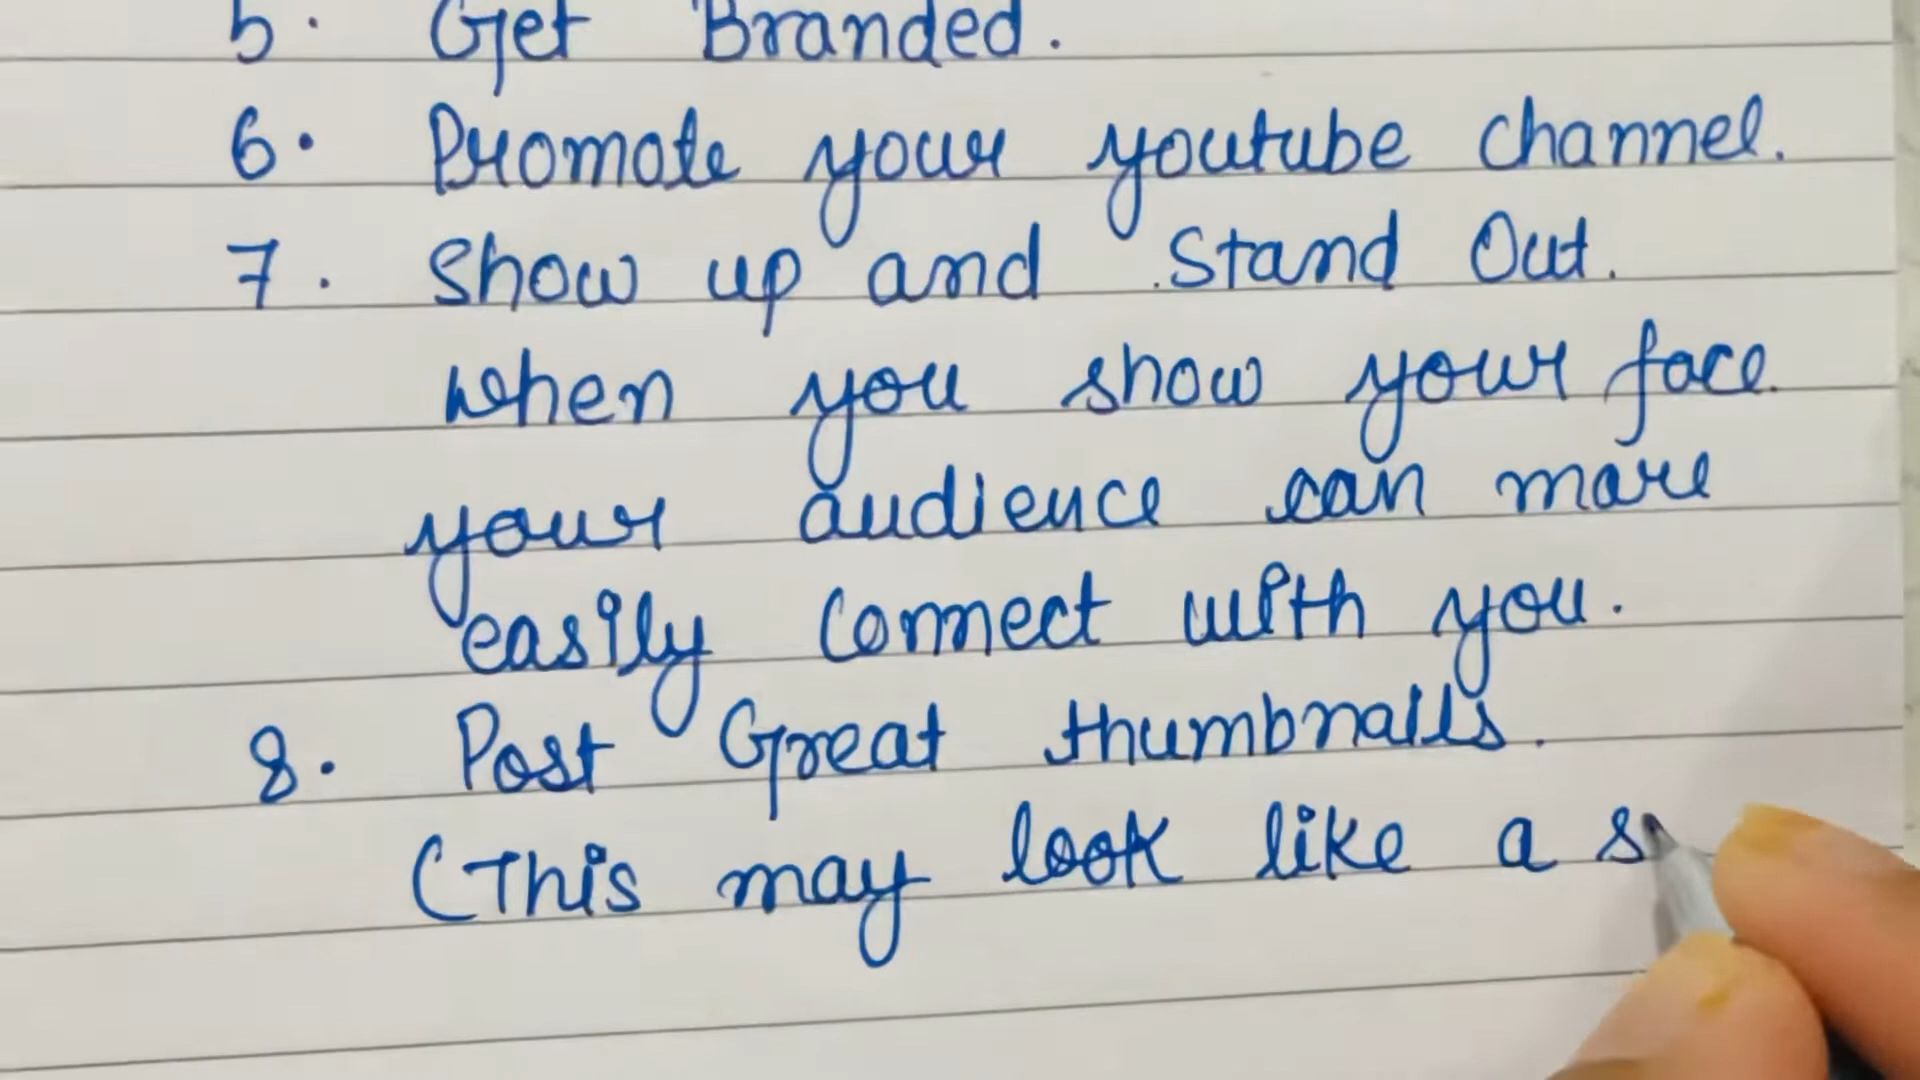 5. Get Branded.
6. Promote your youtube channel.
7. Show up and Stand Out.
when you show your face
your audience can more
easily connect with you.
8. Post Great thumbnails.
(This may look like a s